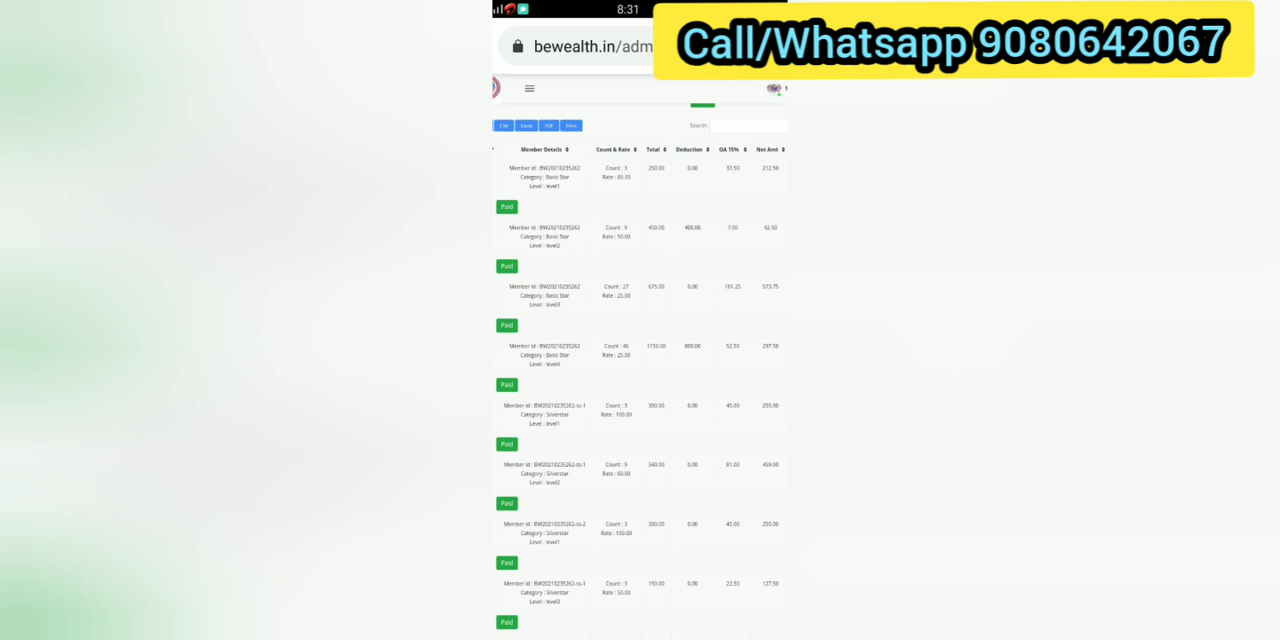 8:31
Call/Whatsapp 9080642067
bewealth.in/adm
CSV Excel PDF Print
Search:
Member Details Count & Rate Total Deduction OA 15% Net Amt
Member id : BW20210235262 Count : 3 250.00 0.00 37.50 212.50
Category : Basic Star Rate : 83.33
Level : level1
Paid
Member id : BW20210235262 Count : 9 450.00 400.00 7.50 42.50
Category : Basic Star Rate : 50.00
Level : level2
Paid
Member id : BW20210235262 Count : 27 675.00 0.00 101.25 573.75
Category : Basic Star Rate : 25.00
Level : level3
Paid
Member id : BW20210235262 Count : 46 1150.00 800.00 52.50 297.50
Category : Basic Star Rate : 25.00
Level : level4
Paid
Member id : BW20210235262-ss-1 Count : 3 300.00 0.00 45.00 255.00
Category : Silverstar Rate : 100.00
Level : level1
Paid
Member id : BW20210235262-ss-1 Count : 9 540.00 0.00 81.00 459.00
Category : Silverstar Rate : 60.00
Level : level2
Paid
Member id : BW20210235262-ss-2 Count : 3 300.00 0.00 45.00 255.00
Category : Silverstar Rate : 100.00
Level : level1
Paid
Member id : BW20210235262-ss-1 Count : 3 150.00 0.00 22.50 127.50
Category : Silverstar Rate : 50.00
Level : level3
Paid